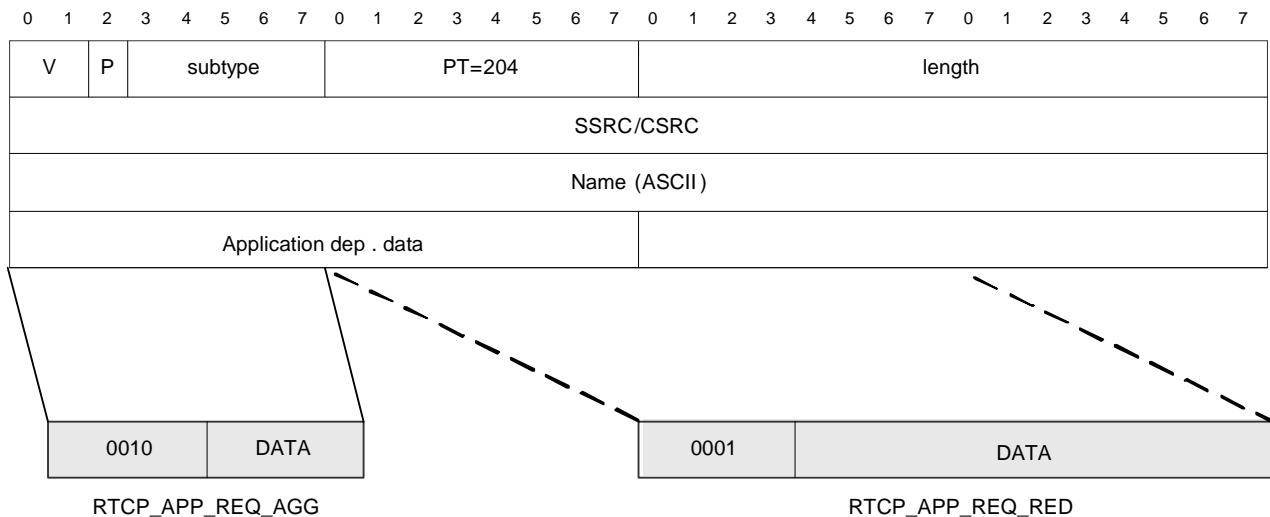 0 1 2 3 4 5 6 7 0 1 2 3 4 5 6 7 0 1 2 3 4 5 6 7 0 1 2 3 4 5 6 7
V P subtype PT=204 length
SSRC/CSRC
Name (ASCII)
Application dep . data
0010 DATA 0001 DATA
RTCP_APP_REQ_AGG RTCP_APP_REQ_RED